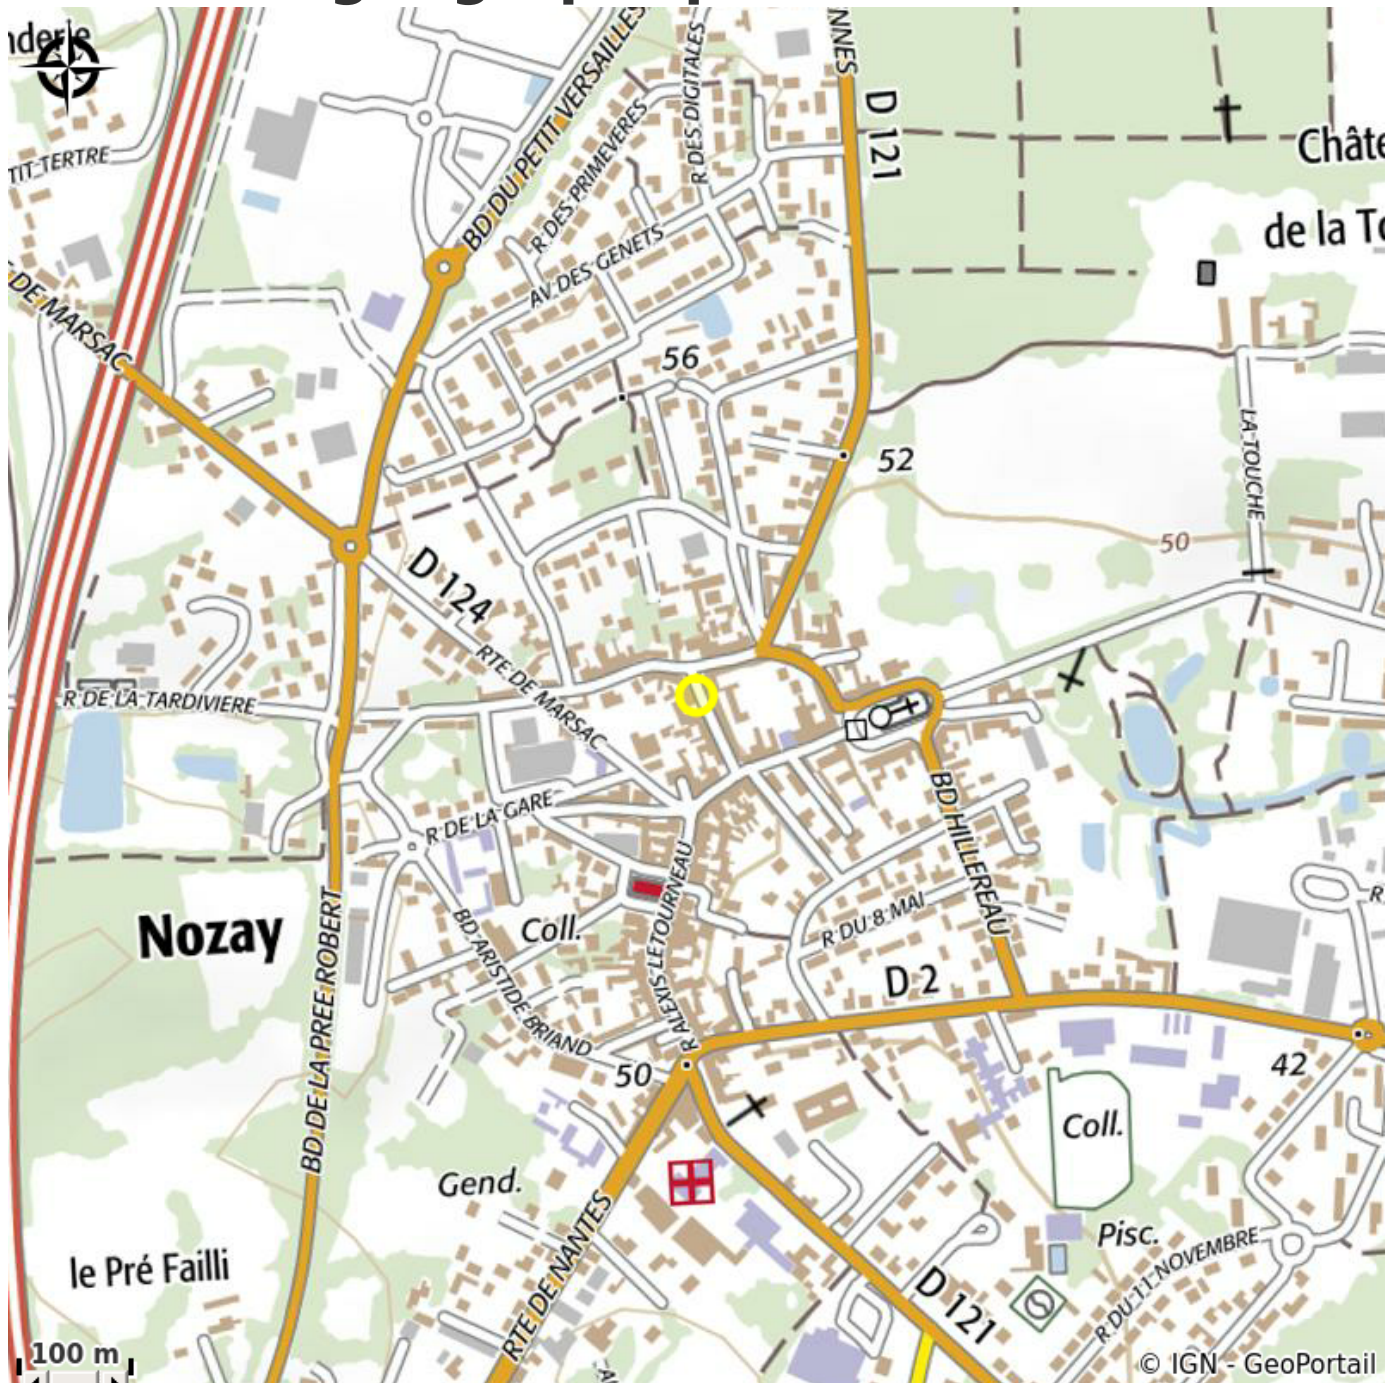 BD DU PETIT VERSAILLES
R DES DIGITALES
D 121
R DES PRIMEVERES
Châte
TIT TERTRE
de la To
AV DES GENETS
DE MARSAC
56
52
LA TOUCHE
50
D 124
RTE DE MARSAC
R DE LA TARDIVIERE
R DE LA GARE
BD HILLEREAU
R ALEXIS LETOURNEAU
Nozay
Coll.
R DU 8 MAI
BD DE LA PREE ROBERT
BD ARISTIDE BRIAND
D 2
50
42
Coll.
Gend.
Pisc.
R DU 11 NOVEMBRE
le Pré Failli
RTE DE NANTES
D 121
100 m
© IGN - GeoPortail